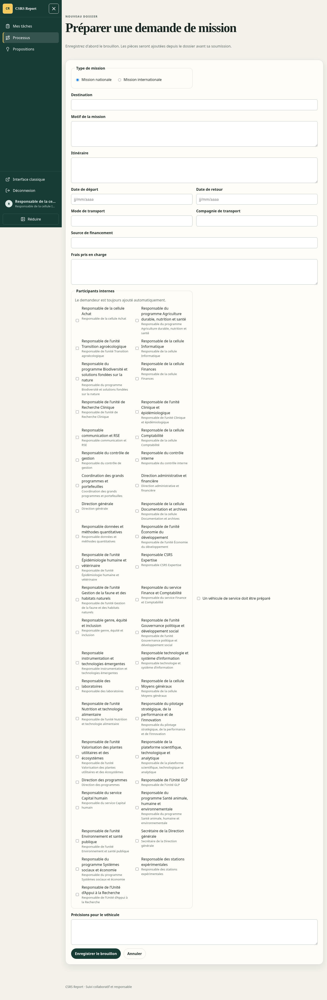 CR
CSRS Report
Mes tâches
Processus
Propositions
Interface classique
Déconnexion
R
Responsable de la ce...
Responsable de la cellule I...
Réduire
NOUVEAU DOSSIER
Préparer une demande de mission
Enregistrez d'abord le brouillon. Les pièces seront ajoutées depuis le dossier avant sa soumission.
Type de mission
Mission nationale
Mission internationale
Destination
Motif de la mission
Itinéraire
Date de départ
Date de retour
jj/mm/aaaa
jj/mm/aaaa
Mode de transport
Compagnie de transport
Source de financement
Frais pris en charge
Participants internes
Le demandeur est toujours ajouté automatiquement.
Responsable de la cellule
Achat
Responsable de la cellule Achat
Responsable du
programme Agriculture
durable, nutrition et santé
Responsable du programme
Agriculture durable, nutrition et
santé
Responsable de l'unité
Transition agroécologique
Responsable de l'unité Transition
agroécologique
Responsable de la cellule
Informatique
Responsable de la cellule
Informatique
Responsable du
programme Biodiversité et
solutions fondées sur la
nature
Responsable du programme
Biodiversité et solutions fondées
sur la nature
Responsable de la cellule
Finances
Responsable de la cellule
Finances
Responsable de l'unité de
Recherche Clinique
Responsable de l'unité de
Recherche Clinique
Responsable de l'unité
Clinique et
épidémiologique
Responsable de l'unité Clinique
et épidémiologique
Responsable
communication et RSE
Responsable communication et
RSE
Responsable de la cellule
Comptabilité
Responsable de la cellule
Comptabilité
Responsable du contrôle de
gestion
Responsable du contrôle de
gestion
Responsable du contrôle
interne
Responsable du contrôle interne
Coordination des grands
programmes et
portefeuilles
Coordination des grands
programmes et portefeuilles
Direction administrative et
financière
Direction administrative et
financière
Direction générale
Direction générale
Responsable de la cellule
Documentation et archives
Responsable de la cellule
Documentation et archives
Responsable données et
méthodes quantitatives
Responsable données et
méthodes quantitatives
Responsable de l'unité
Économie du
développement
Responsable de l'unité Économie
du développement
Responsable de l'unité
Épidémiologie humaine et
vétérinaire
Responsable de l'unité
Épidémiologie humaine et
vétérinaire
Responsable CSRS
Expertise
Responsable CSRS Expertise
Responsable de l'unité
Gestion de la faune et des
habitats naturels
Responsable de l'unité Gestion
de la faune et des habitats
naturels
Responsable du service
Finance et Comptabilité
Responsable du service Finance
et Comptabilité
Un véhicule de service doit être préparé
Responsable genre, équité
et inclusion
Responsable genre, équité et
inclusion
Responsable de l'unité
Gouvernance politique et
développement social
Responsable de l'unité
Gouvernance politique et
développement social
Responsable
instrumentation et
technologies émergentes
Responsable instrumentation et
technologies émergentes
Responsable technologie et
système d'information
Responsable technologie et
système d'information
Responsable des
laboratoires
Responsable des laboratoires
Responsable de la cellule
Moyens généraux
Responsable de la cellule
Moyens généraux
Responsable de l'unité
Nutrition et technologie
alimentaire
Responsable de l'unité Nutrition
et technologie alimentaire
Responsable du pilotage
stratégique, de la
performance et de
l'innovation
Responsable du pilotage
stratégique, de la performance
et de l'innovation
Responsable de l'unité
Valorisation des plantes
utilitaires et des
écosystèmes
Responsable de l'unité
Valorisation des plantes
utilitaires et des écosystèmes
Responsable de la
plateforme scientifique,
technologique et
analytique
Responsable de la plateforme
scientifique, technologique et
analytique
Direction des programmes
Direction des programmes
Responsable de l'Unité GLP
Responsable de l'Unité GLP
Responsable du service
Capital humain
Responsable du service Capital
humain
Responsable du
programme Santé animale,
humaine et
environnementale
Responsable du programme
Santé animale, humaine et
environnementale
Responsable de l'unité
Environnement et santé
publique
Responsable de l'unité
Environnement et santé publique
Secrétaire de la Direction
générale
Secrétaire de la Direction
générale
Responsable du
programme Systèmes
sociaux et économie
Responsable du programme
Systèmes sociaux et économie
Responsable des stations
expérimentales
Responsable des stations
expérimentales
Responsable de l'Unité
d'Appui à la Recherche
Responsable de l'Unité d'Appui à
la Recherche
Précisions pour le véhicule
Enregistrer le brouillon
Annuler
CSRS Report · Suivi collaboratif et responsable